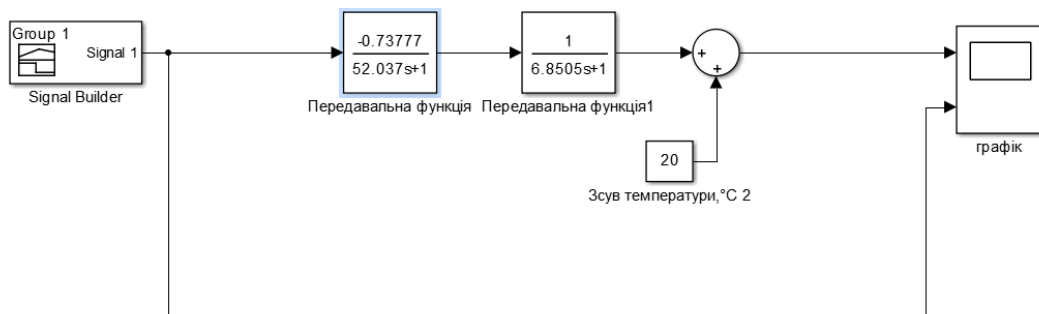 Group 1
Signal 1
Signal Builder
-0.73777
52.037s+1
Передавальна функція
1
6.8505s+1
Передавальна функція1
+
+
20
Зсув температури,°C 2
графік